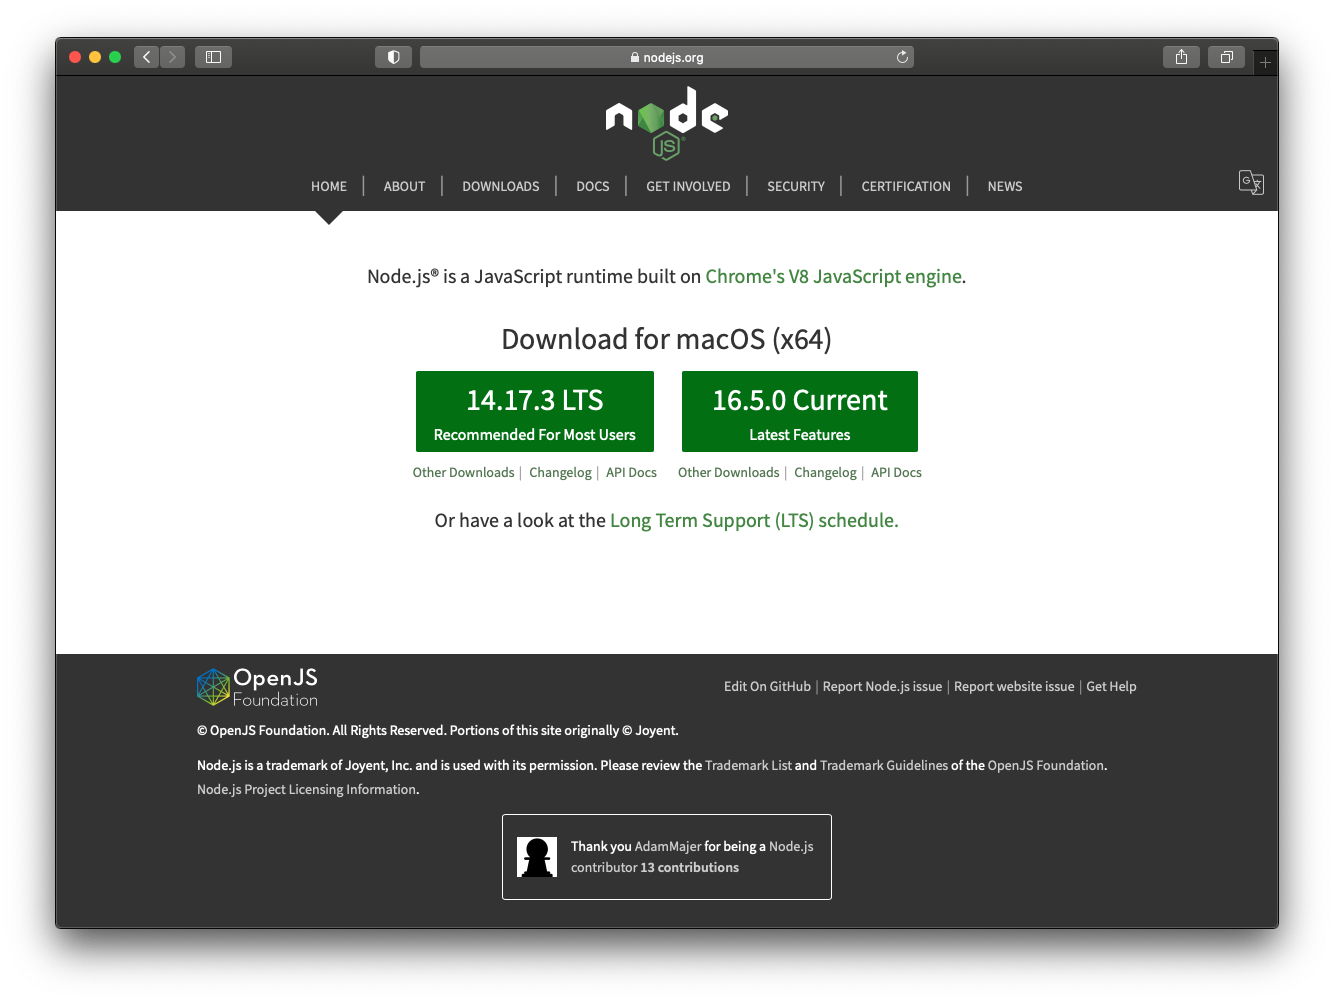 nodejs.org
node
JS
HOME | ABOUT | DOWNLOADS | DOCS | GET INVOLVED | SECURITY | CERTIFICATION | NEWS
Node.js® is a JavaScript runtime built on Chrome's V8 JavaScript engine.
Download for macOS (x64)
14.17.3 LTS
Recommended For Most Users
16.5.0 Current
Latest Features
Other Downloads | Changelog | API Docs
Other Downloads | Changelog | API Docs
Or have a look at the Long Term Support (LTS) schedule.
OpenJS
Foundation
Edit On GitHub | Report Node.js issue | Report website issue | Get Help
© OpenJS Foundation. All Rights Reserved. Portions of this site originally © Joyent.
Node.js is a trademark of Joyent, Inc. and is used with its permission. Please review the Trademark List and Trademark Guidelines of the OpenJS Foundation.
Node.js Project Licensing Information.
Thank you AdamMajer for being a Node.js
contributor 13 contributions